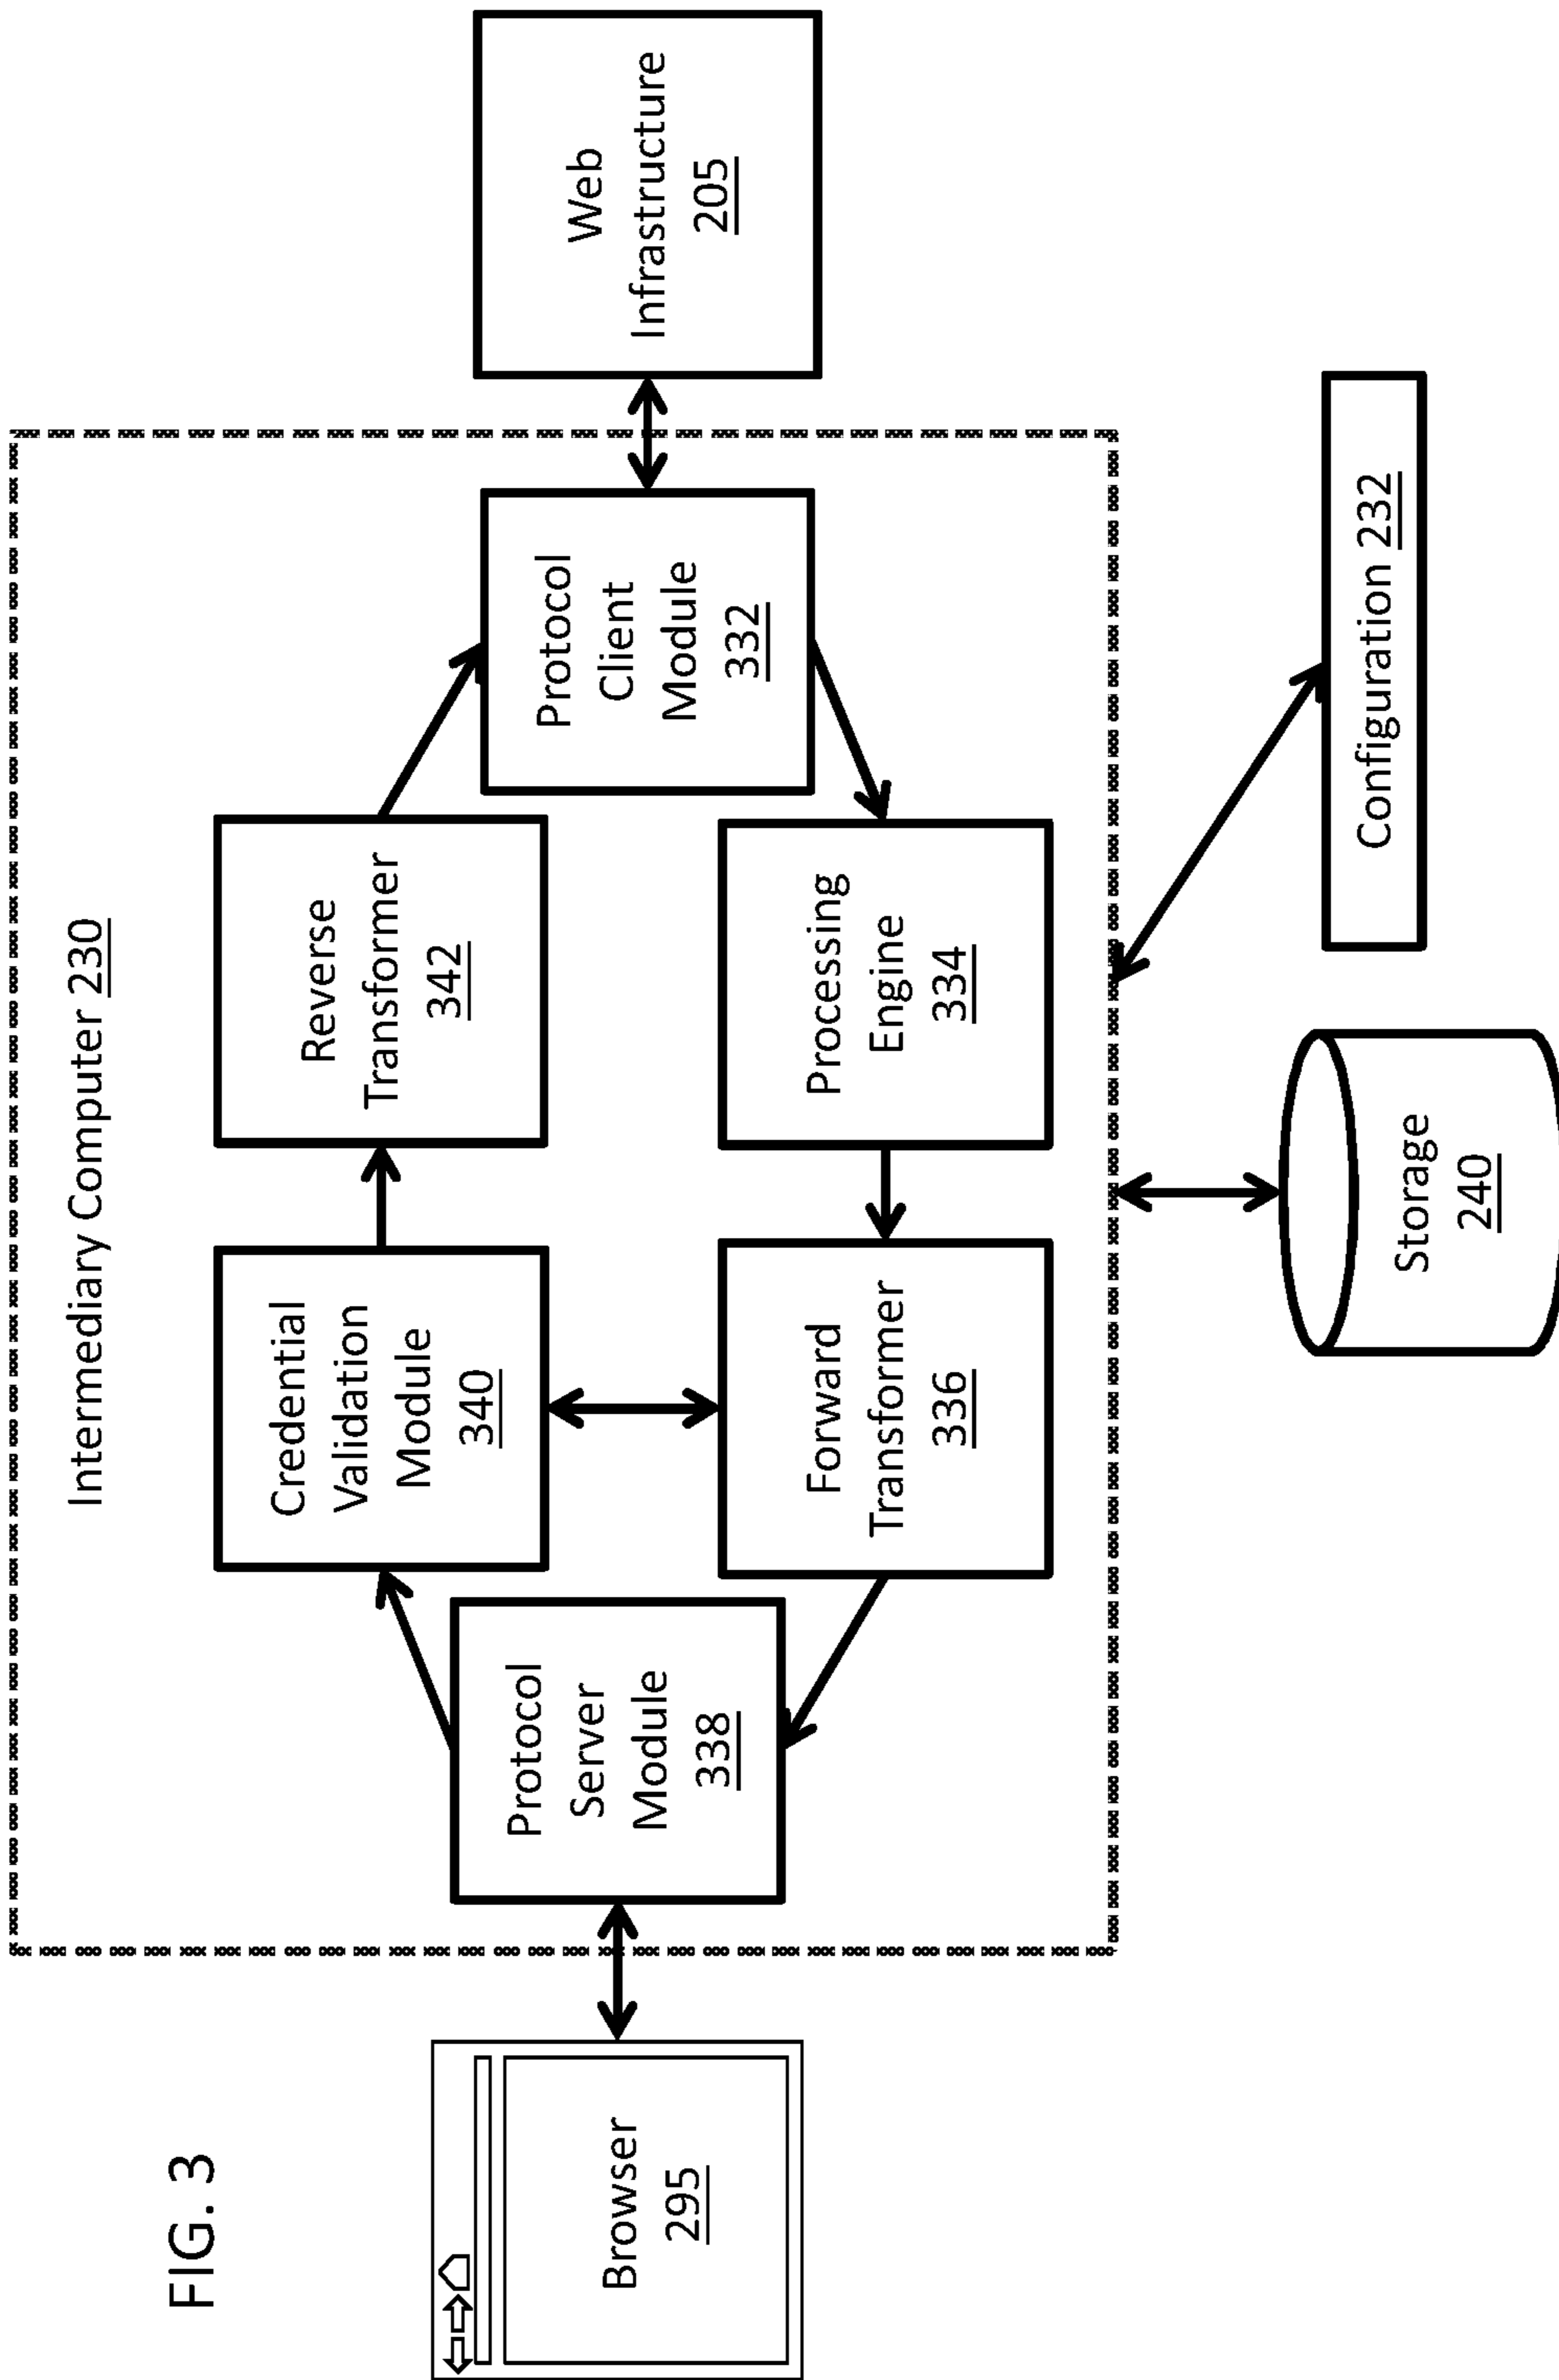 FIG. 3
Intermediary Computer 230
Browser
295
Protocol
Server
Module
338
Credential
Validation
Module
340
Reverse
Transformer
342
Protocol
Client
Module
332
Web
Infrastructure
205
Forward
Transformer
336
Processing
Engine
334
Storage
240
Configuration 232